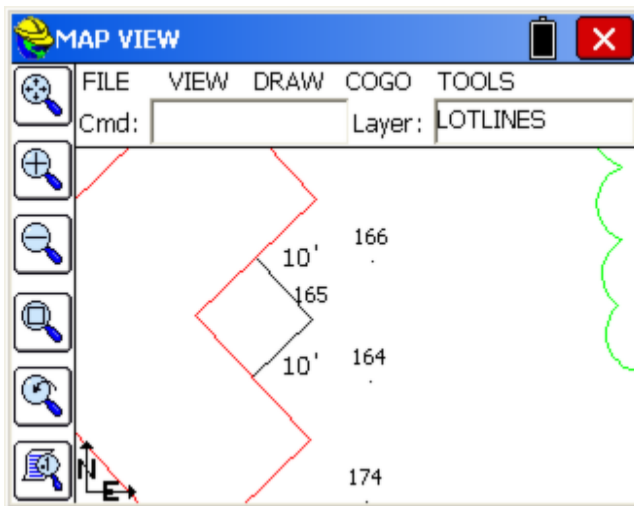 MAP VIEW
FILE VIEW DRAW COGO TOOLS
Cmd: Layer: LOTLINES
166
10'
165
10'
164
174
N
E